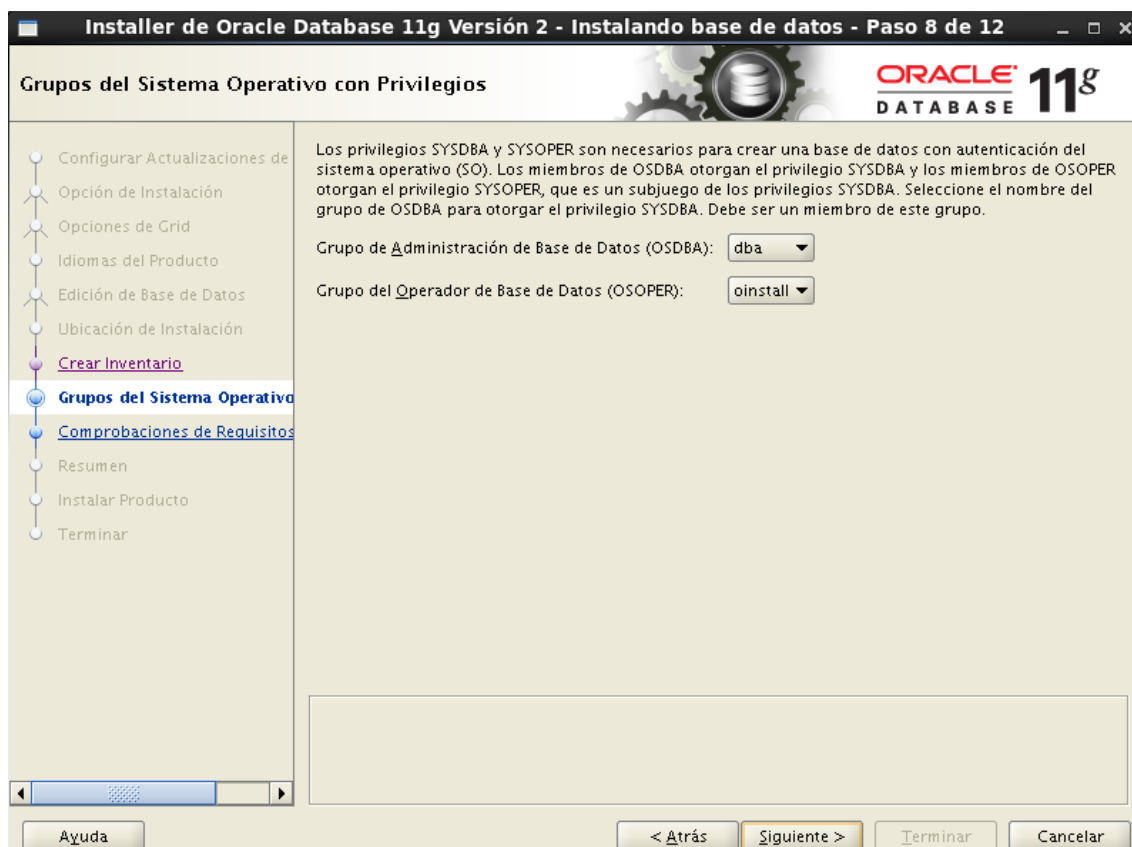 Installer de Oracle Database 11g Versión 2 - Instalando base de datos - Paso 8 de 12
Grupos del Sistema Operativo con Privilegios
ORACLE
DATABASE
11g
Configurar Actualizaciones de
Opción de Instalación
Opciones de Grid
Idiomas del Producto
Edición de Base de Datos
Ubicación de Instalación
Crear Inventario
Grupos del Sistema Operativo
Comprobaciones de Requisitos
Resumen
Instalar Producto
Terminar
Los privilegios SYSDBA y SYSOPER son necesarios para crear una base de datos con autenticación del
sistema operativo (SO). Los miembros de OSDBA otorgan el privilegio SYSDBA y los miembros de OSOPER
otorgan el privilegio SYSOPER, que es un subjuego de los privilegios SYSDBA. Seleccione el nombre del
grupo de OSDBA para otorgar el privilegio SYSDBA. Debe ser un miembro de este grupo.
Grupo de Administración de Base de Datos (OSDBA): dba
Grupo del Operador de Base de Datos (OSOPER): oinstall
Ayuda
< Atrás
Siguiente >
Terminar
Cancelar